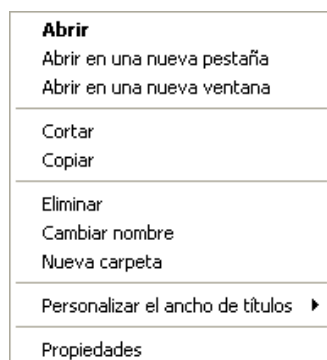 Abrir
Abrir en una nueva pestaña
Abrir en una nueva ventana
Cortar
Copiar
Eliminar
Cambiar nombre
Nueva carpeta
Personalizar el ancho de títulos
Propiedades